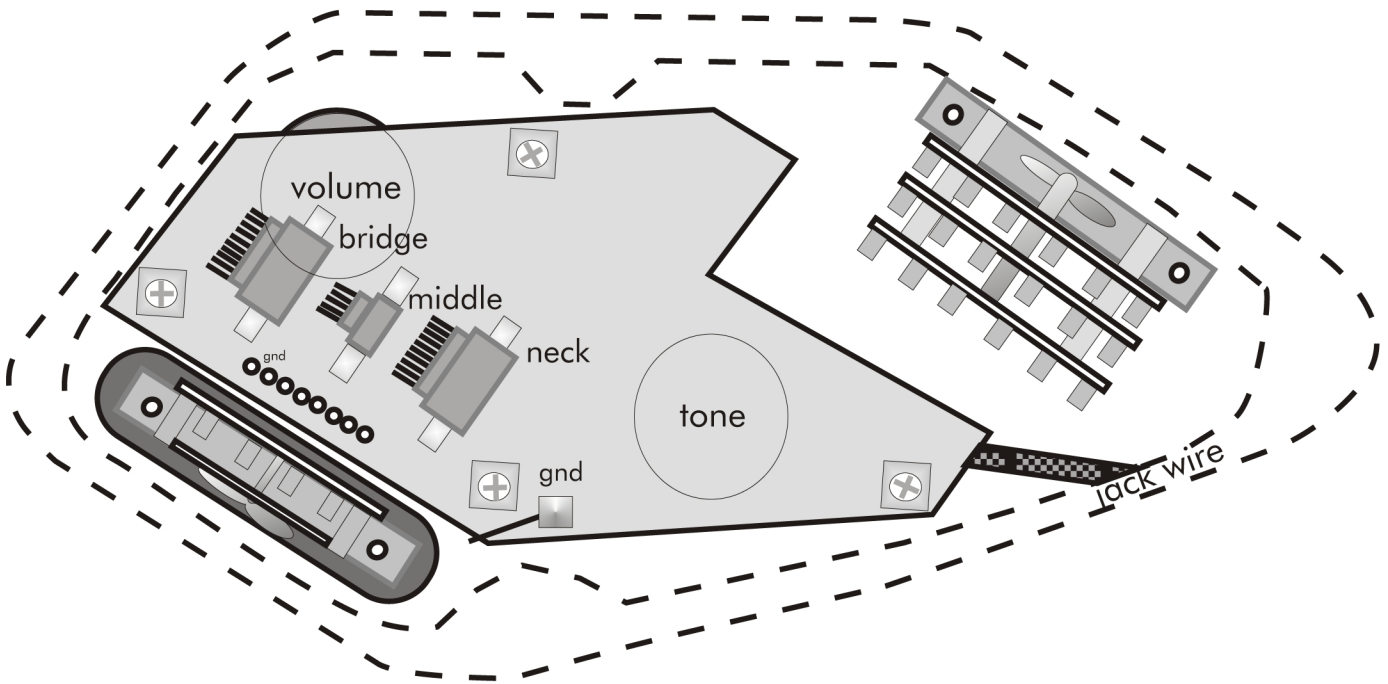 volume
bridge
middle
neck
gnd
tone
gnd
jack wire